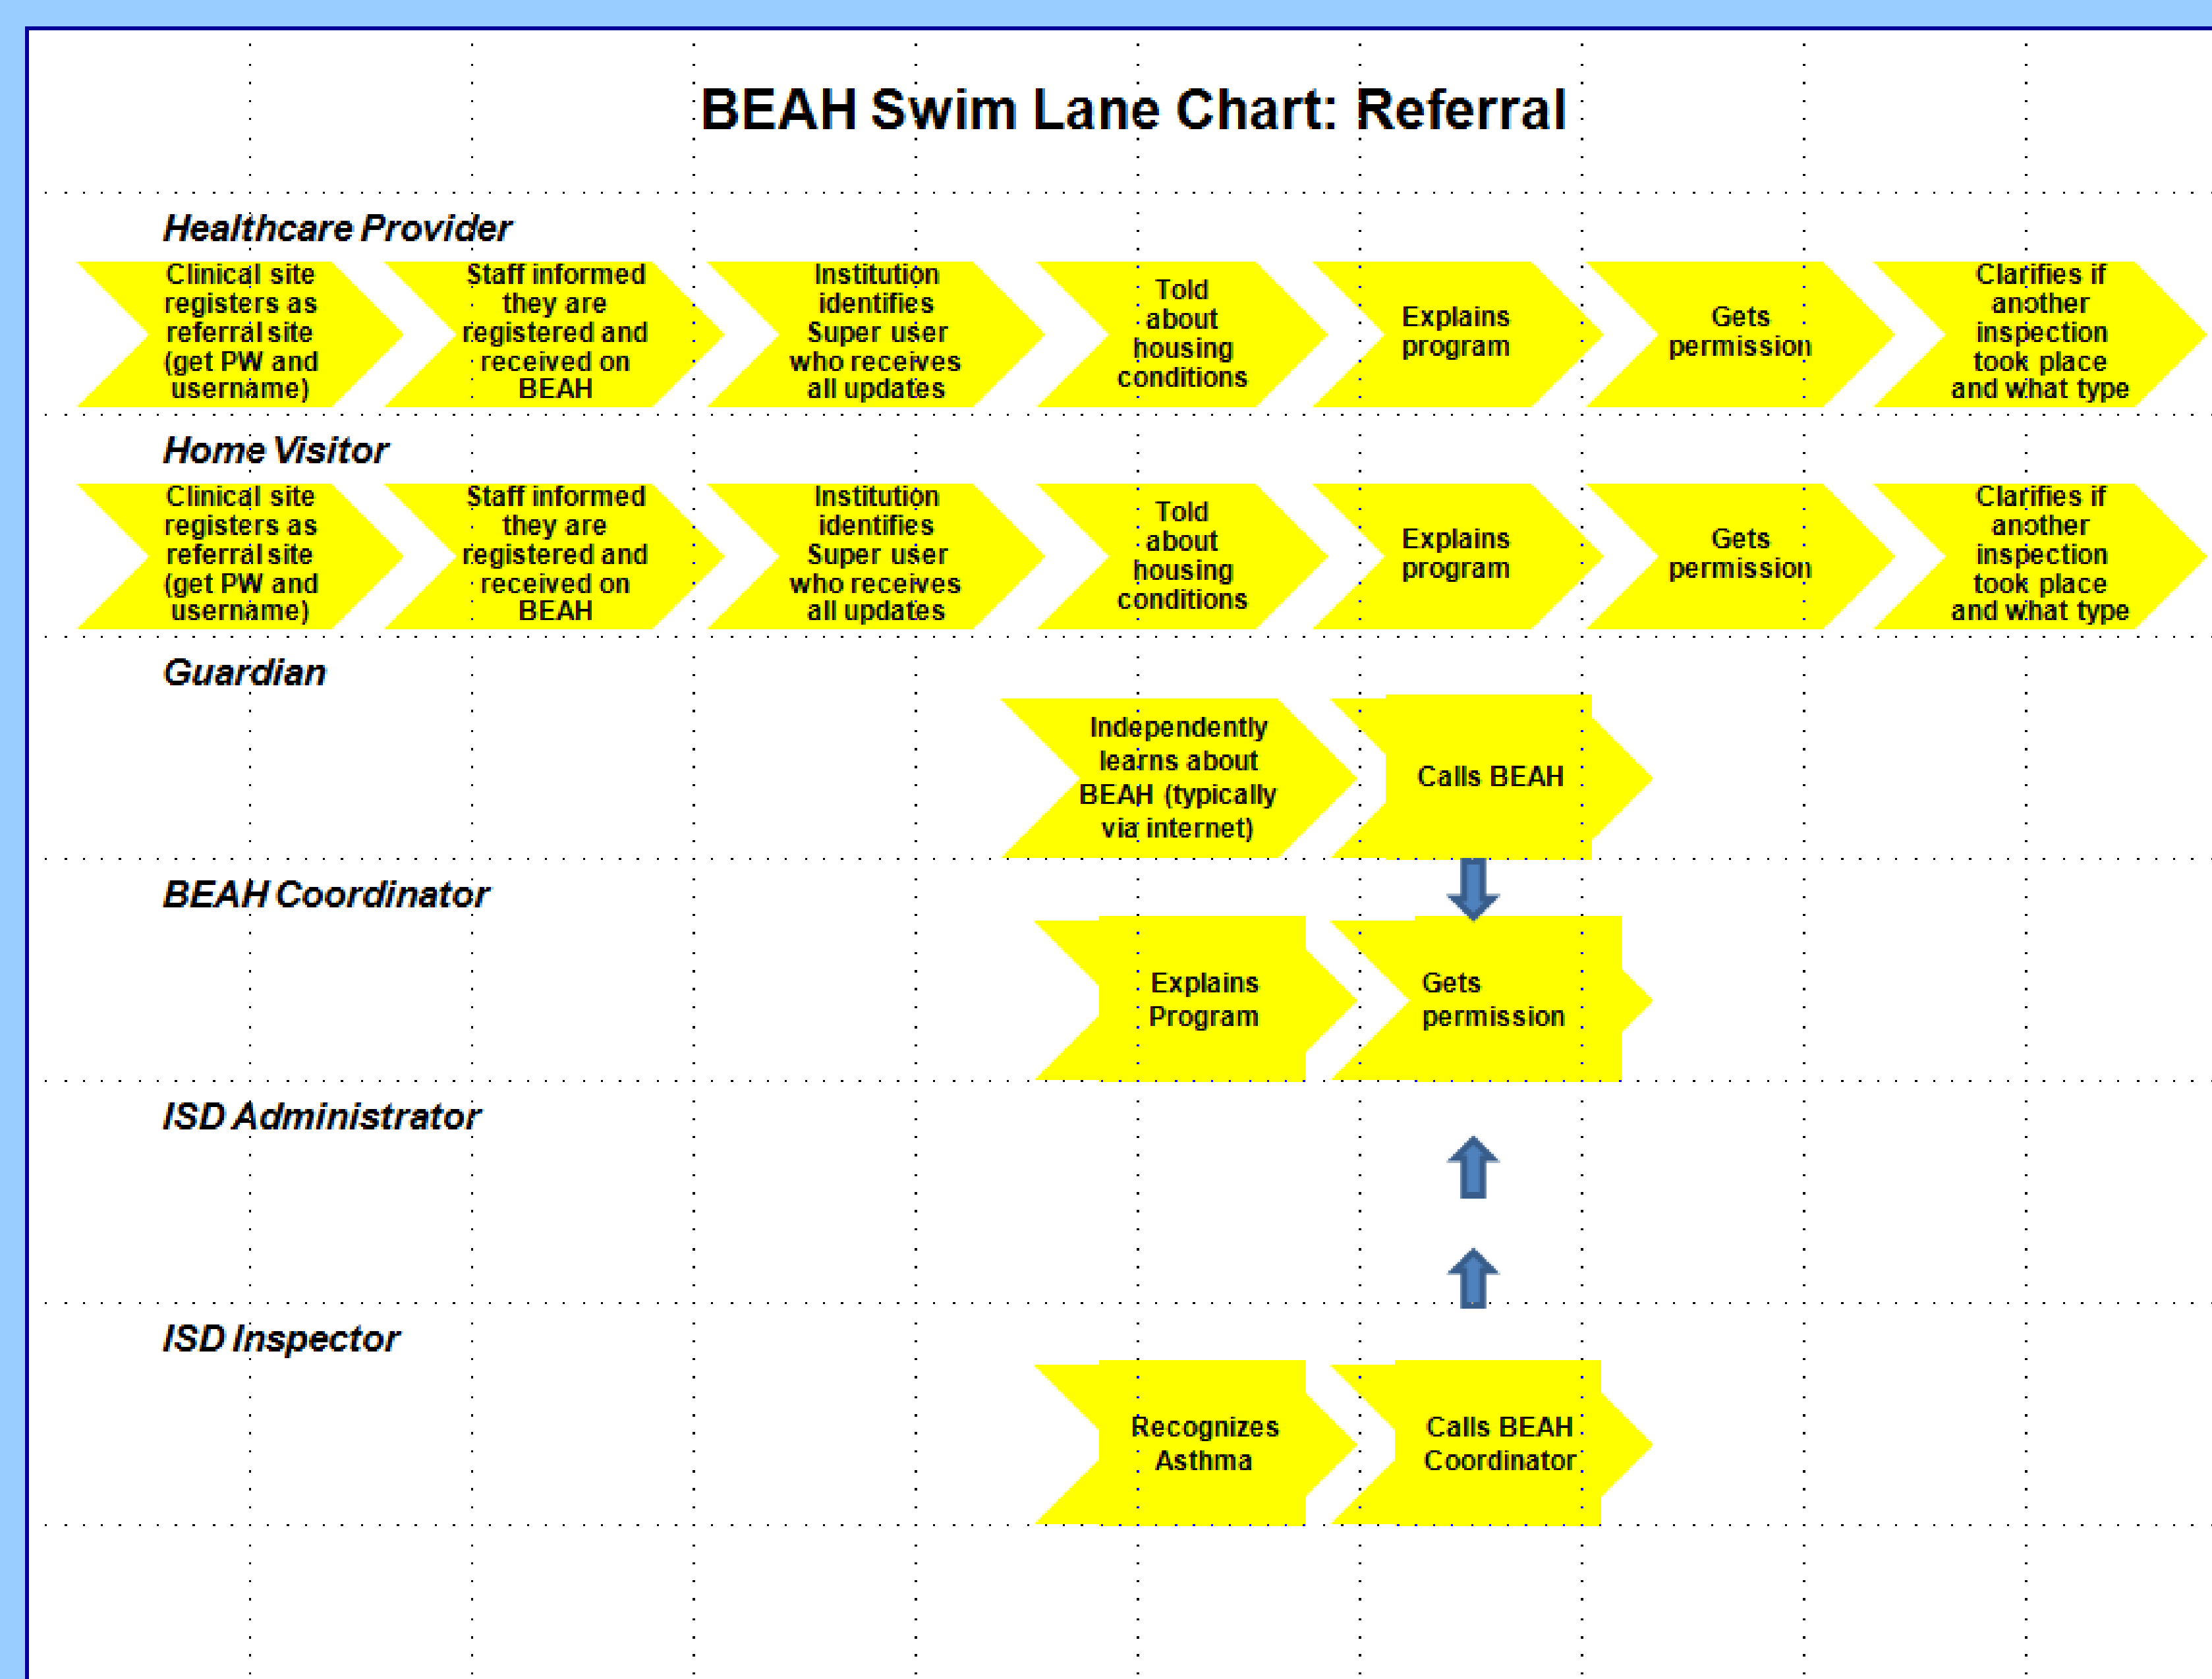 BEAH Swim Lane Chart: Referral
Healthcare Provider
Clinical site
registers as
referral site
(get PW and
username)
Staff informed
they are
registered and
received on
BEAH
Institution
identifies
Super user
who receives
all updates
Told
about
housing
conditions
Explains
program
Gets
permission
Clarifies if
another
inspection
took place
and what type
Home Visitor
Clinical site
registers as
referral site
(get PW and
username)
Staff informed
they are
registered and
received on
BEAH
Institution
identifies
Super user
who receives
all updates
Told
about
housing
conditions
Explains
program
Gets
permission
Clarifies if
another
inspection
took place
and what type
Guardian
Independently
learns about
BEAH (typically
via internet)
Calls BEAH
BEAH Coordinator
Explains
Program
Gets
permission
ISD Administrator
ISD Inspector
Recognizes
Asthma
Calls BEAH
Coordinator